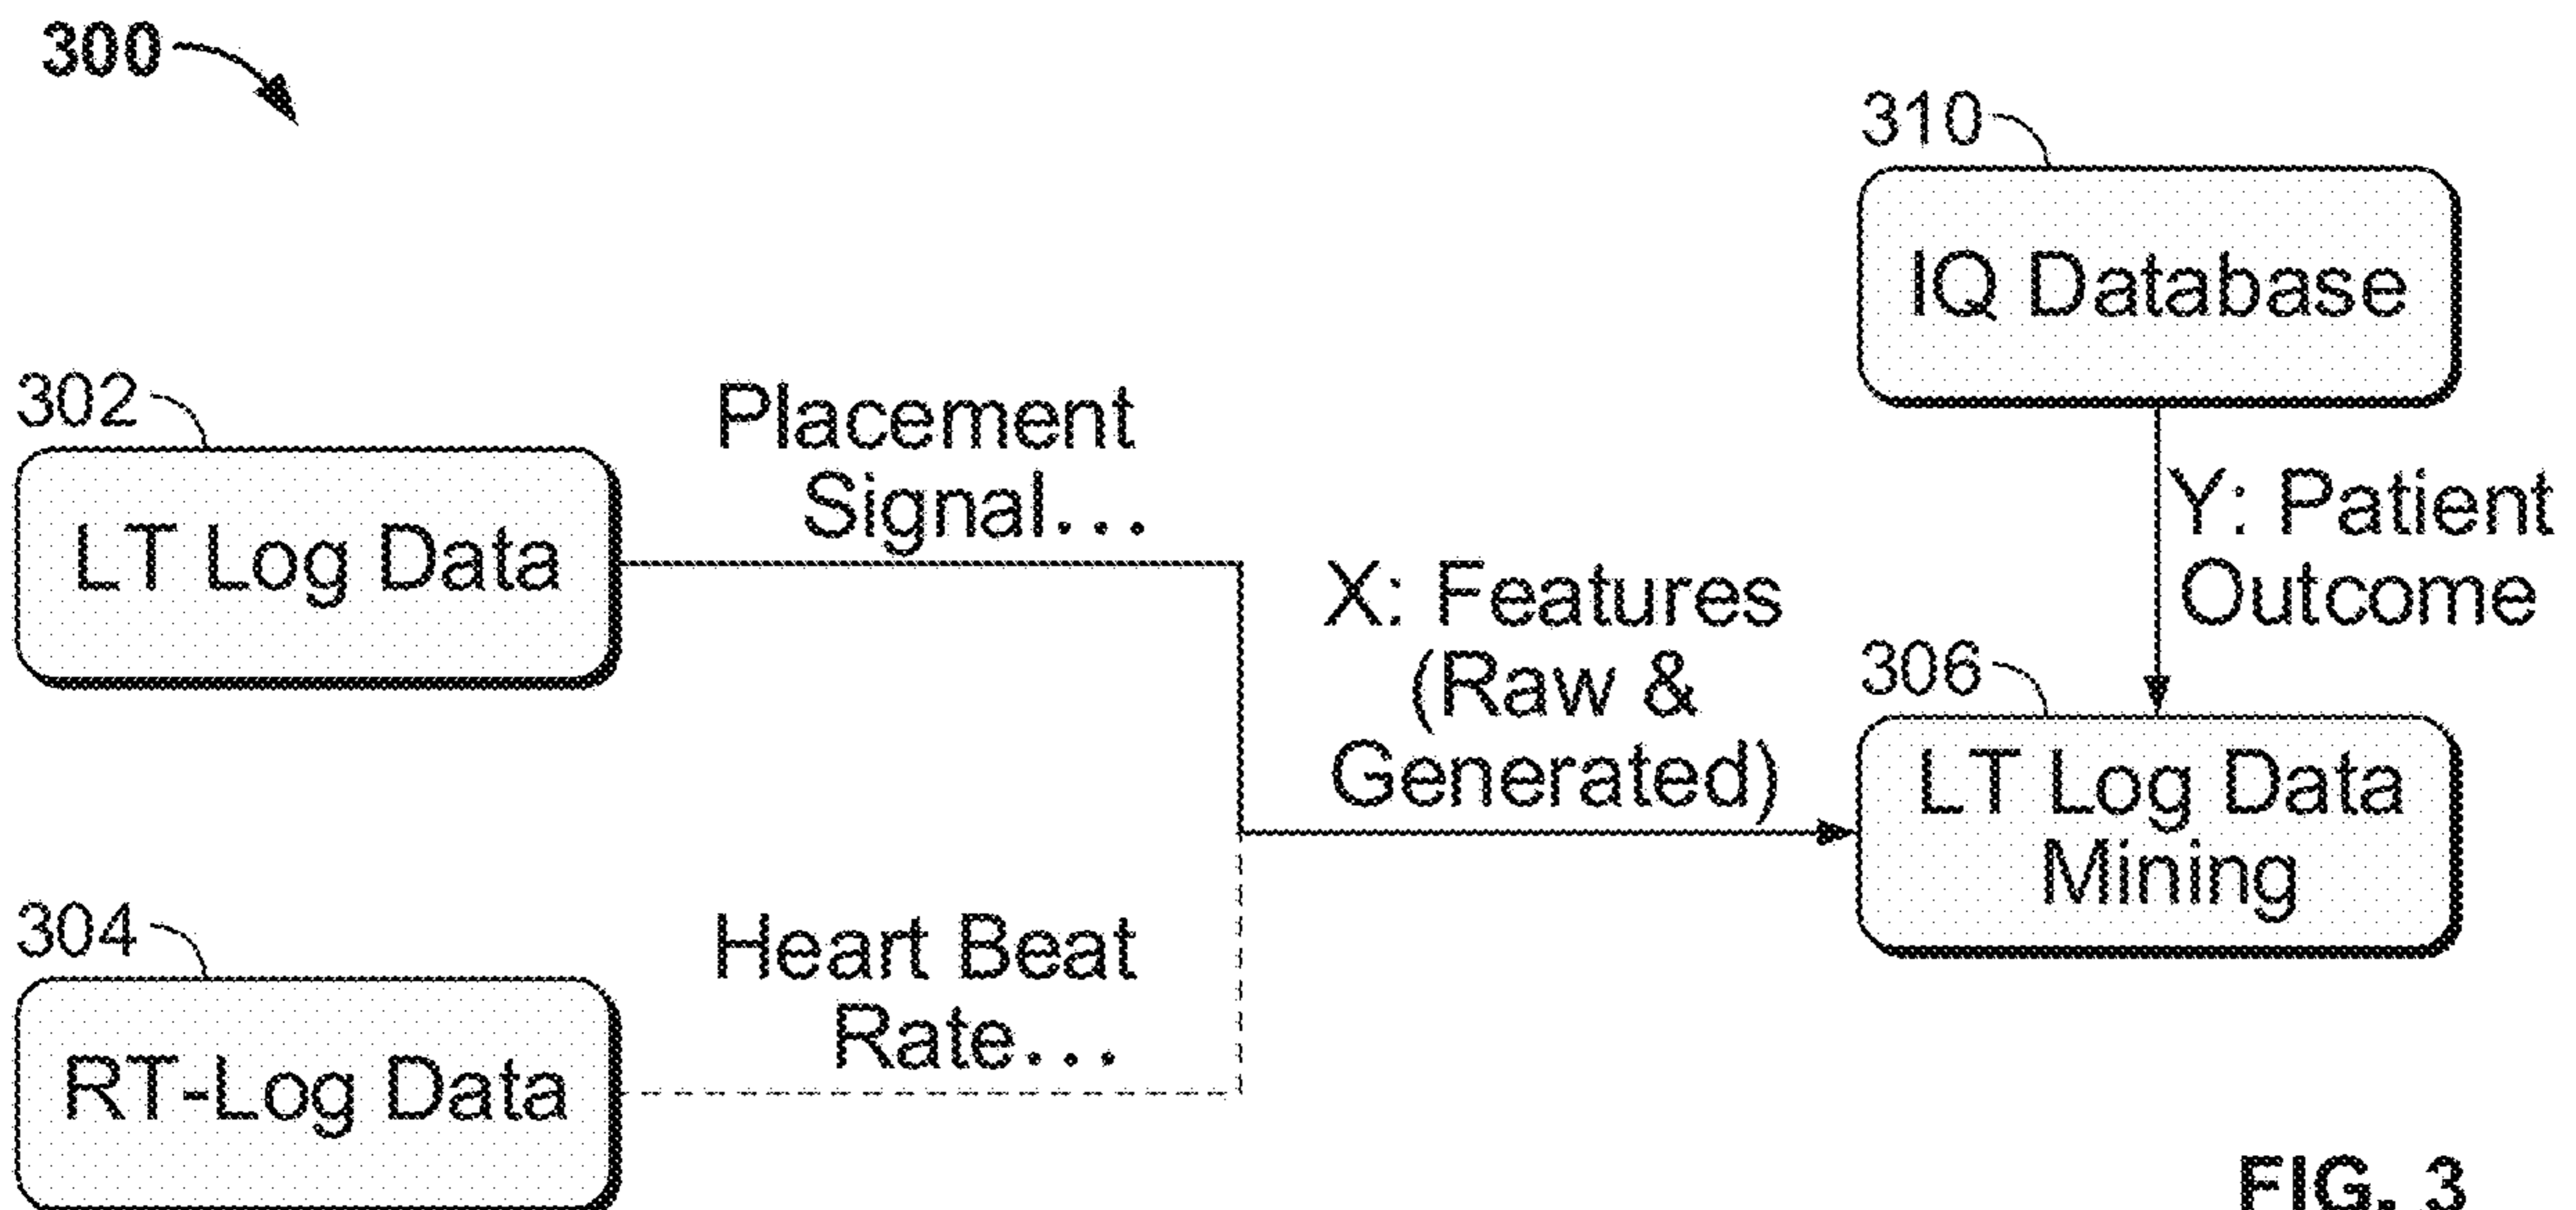 300
310
IQ Database
302
LT Log Data
Placement
Signal...
Y: Patient
Outcome
X: Features
(Raw &
Generated)
306
LT Log Data
Mining
304
RT-Log Data
Heart Beat
Rate...
FIG. 3